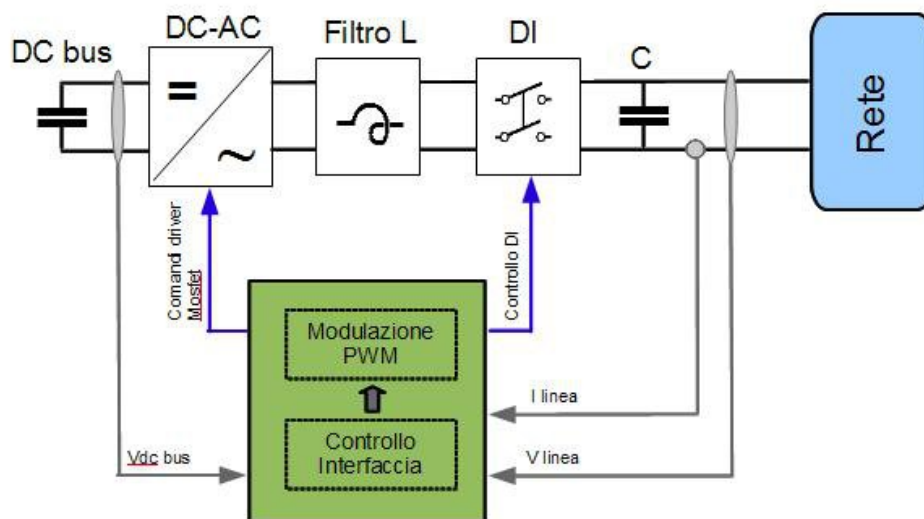 DC bus
DC-AC
Filtro L
DI
C
Rete
Comandi driver
Mosfet
Controllo DI
Modulazione
PWM
I linea
Controllo
Interfaccia
Vdc bus
V linea